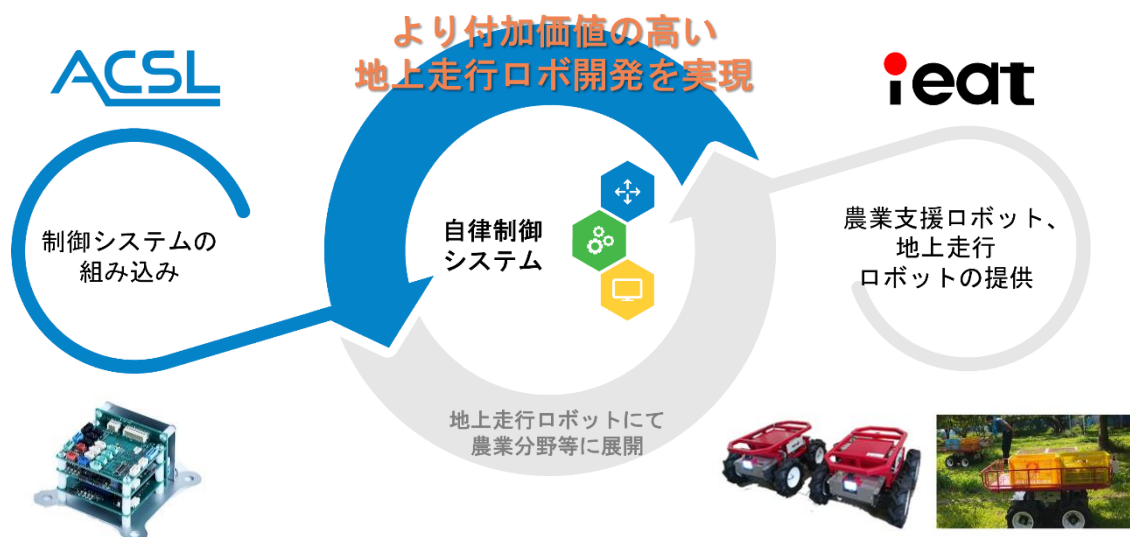 より付加価値の高い
地上走行ロボ開発を実現
ACSL
ieat
制御システムの
組み込み
自律制御
システム
農業支援ロボット、
地上走行
ロボットの提供
地上走行ロボットにて
農業分野等に展開